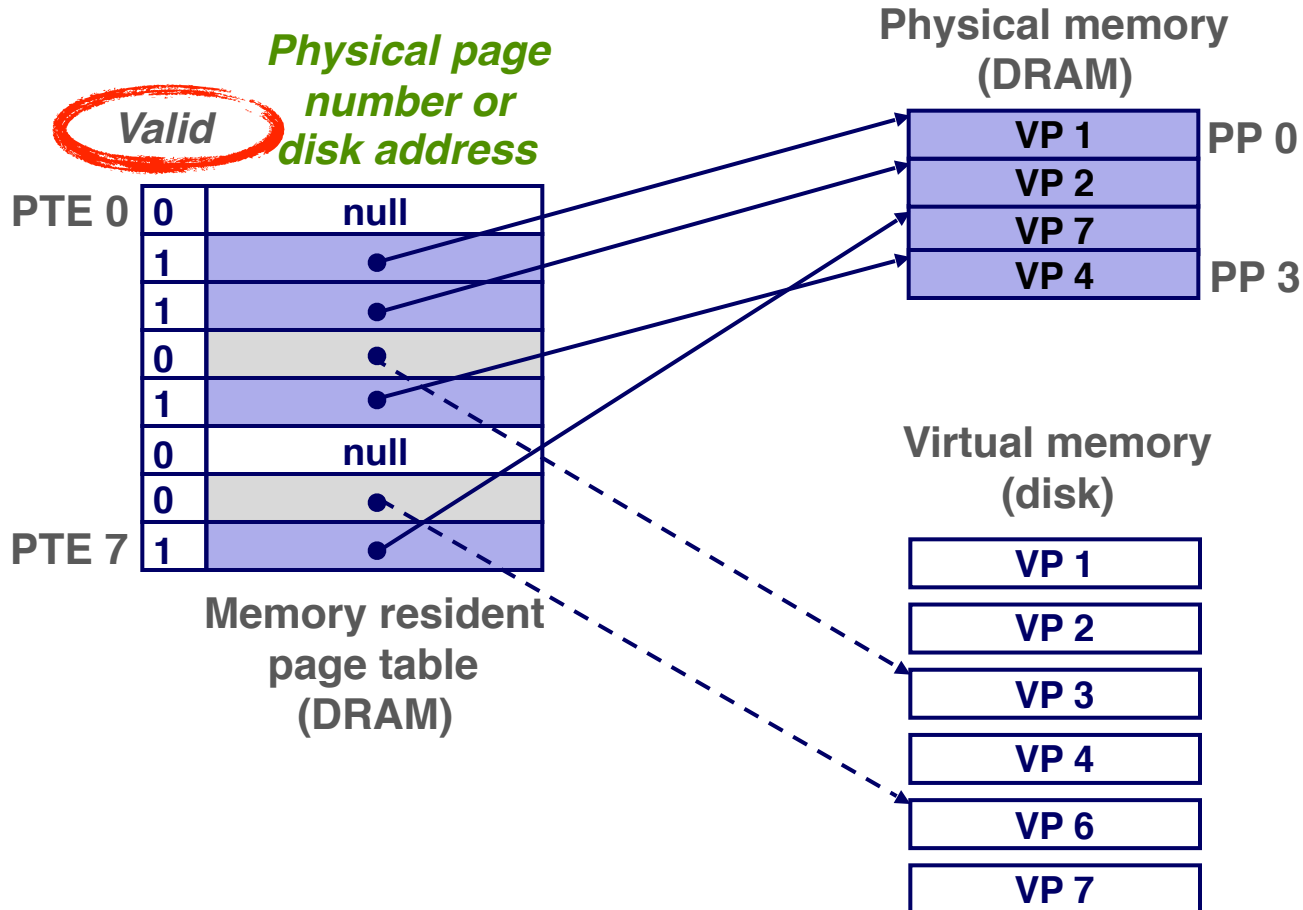 Physical page
number or
disk address
Valid
PTE 0
0 null
1
1
0
1
0 null
0
PTE 7
1
Memory resident
page table
(DRAM)
Physical memory
(DRAM)
VP 1
PP 0
VP 2
VP 7
VP 4
PP 3
Virtual memory
(disk)
VP 1
VP 2
VP 3
VP 4
VP 6
VP 7